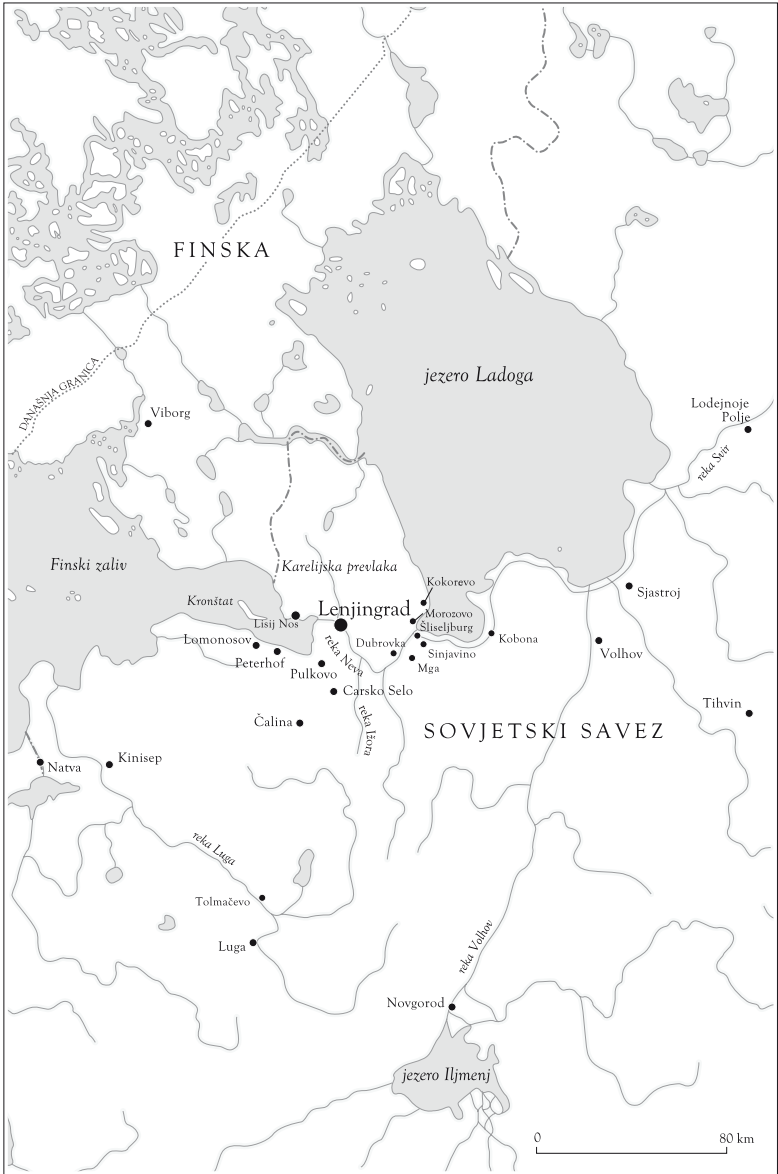 FINSKA
jezero Ladoga
DANAŠNJA GRANICA
Viborg
Lodejnoje
Polje
reka Svir
Finski zaliv
Karelijska prevlaka
Kokorevo
Sjastroj
Kronštat
Lenjingrad
Morozovo
Lisij Nos
Šliseljburg
Lomonosov
Dubrovka
Kobona
reka Neva
Sinjavino
Volhov
Peterhof
Mga
Pulkovo
Carsko Selo
Tihvin
Čalina
reka Ižora
SOVJETSKI SAVEZ
Natva
Kinisep
reka Luga
Tolmačevo
Luga
reka Volhov
Novgorod
jezero Iljmenj
0 80 km